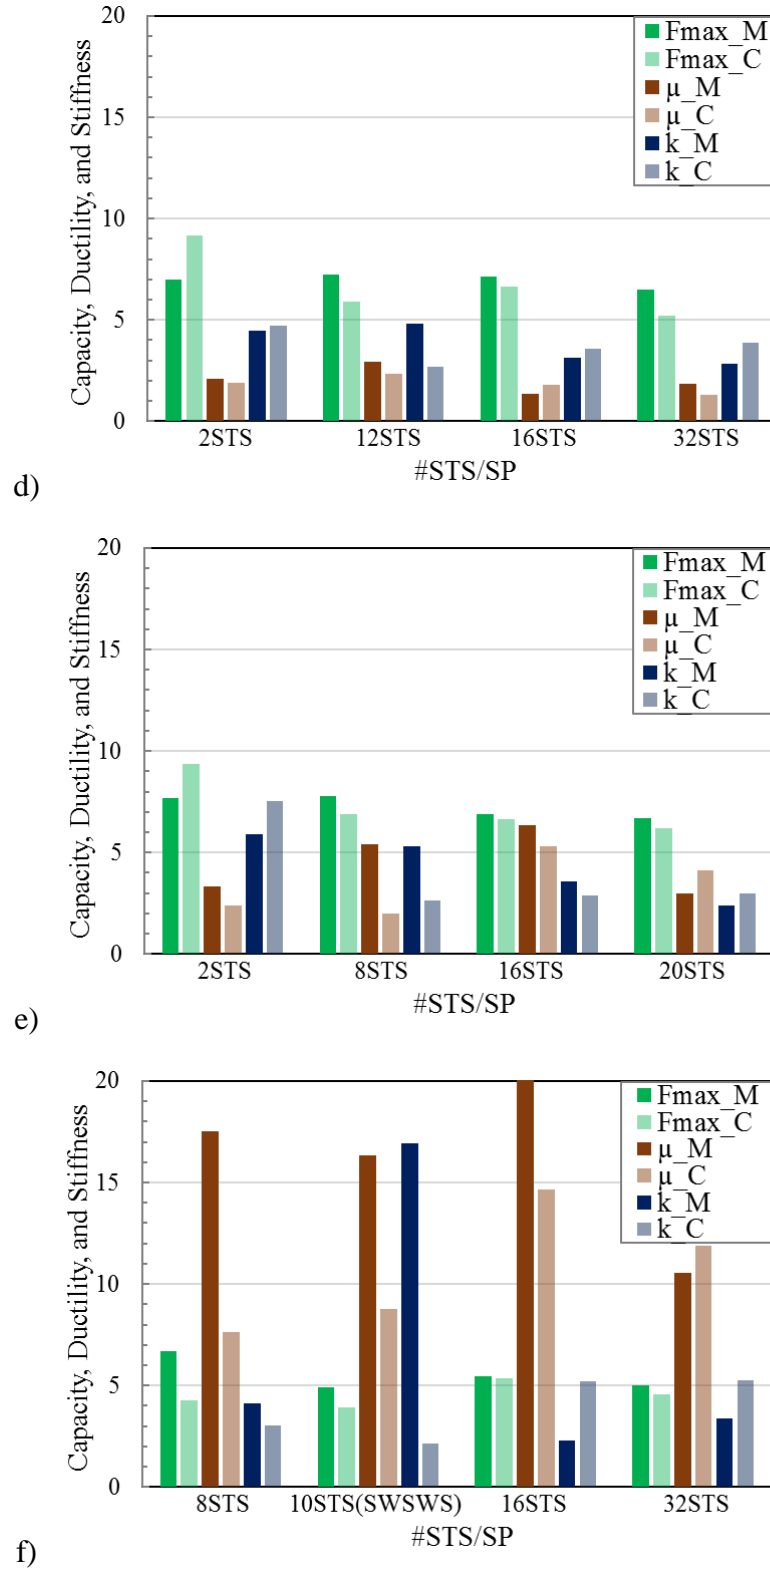 20
15
10
5
0
Capacity, Ductility, and Stiffness
Fmax_M
Fmax_C
µ_M
µ_C
k_M
k_C
2STS 12STS 16STS 32STS
#STS/SP
d)
20
15
10
5
0
Capacity, Ductility, and Stiffness
Fmax_M
Fmax_C
µ_M
µ_C
k_M
k_C
2STS 8STS 16STS 20STS
#STS/SP
e)
20
15
10
5
0
Capacity, Ductility, and Stiffness
Fmax_M
Fmax_C
µ_M
µ_C
k_M
k_C
8STS 10STS(SWSWS) 16STS 32STS
#STS/SP
f)